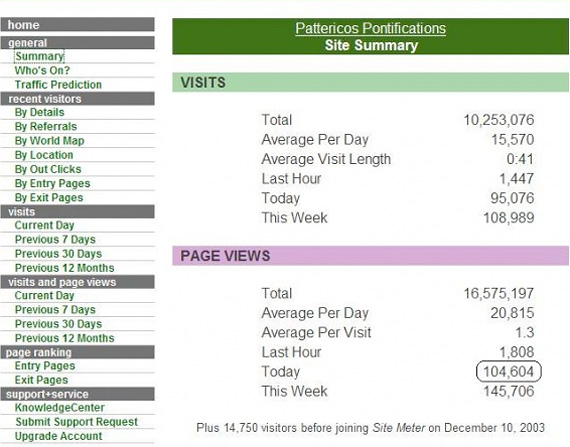 home
general
Summary
Who's On?
Traffic Prediction
recent visitors
By Details
By Referrals
By World Map
By Location
By Out Clicks
By Entry Pages
By Exit Pages
visits
Current Day
Previous 7 Days
Previous 30 Days
Previous 12 Months
visits and page views
Current Day
Previous 7 Days
Previous 30 Days
Previous 12 Months
page ranking
Entry Pages
Exit Pages
support+service
KnowledgeCenter
Submit Support Request
Upgrade Account
Pattericos Pontifications
Site Summary
VISITS
Total 10,253,076
Average Per Day 15,570
Average Visit Length 0:41
Last Hour 1,447
Today 95,076
This Week 108,989
PAGE VIEWS
Total 16,575,197
Average Per Day 20,815
Average Per Visit 1.3
Last Hour 1,808
Today 104,604
This Week 145,706
Plus 14,750 visitors before joining Site Meter on December 10, 2003